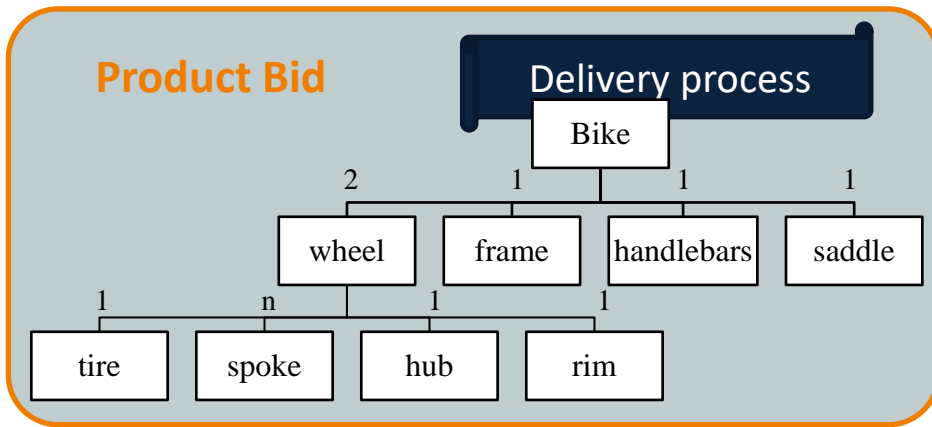 Product Bid
Delivery process
Bike
2 1 1 1
wheel frame handlebars saddle
1 n 1 1
tire spoke hub rim